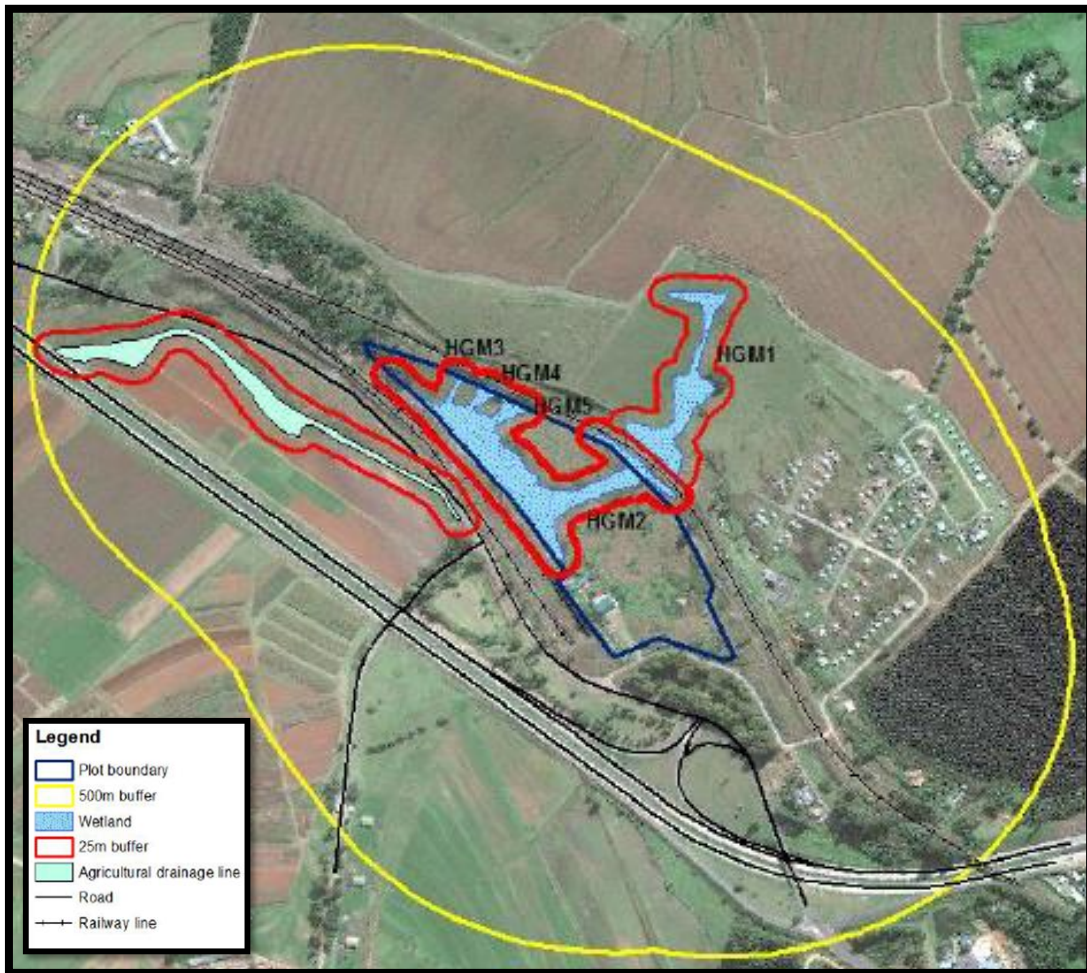 HGM1
HGM3
HGM4
HGM5
HGM2
Legend
Plot boundary
500m buffer
Wetland
25m buffer
Agricultural drainage line
Road
Railway line